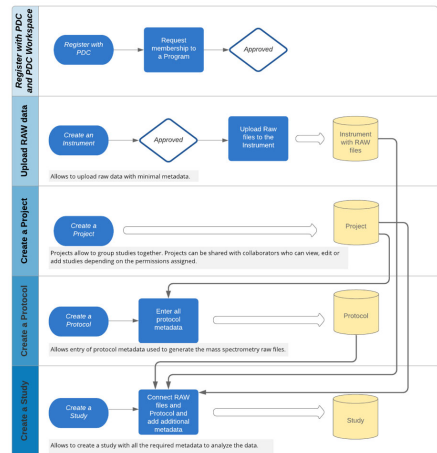 Register with PDC
and PDC Workspace
Register with
PDC
Request
membership to
a Program
Approved
Upload RAW data
Create an
Instrument
Approved
Upload Raw
files to the
Instrument
Instrument
with RAW
files
Allows to upload raw data with minimal metadata.
Create a Project
Create a
Project
Project
Projects allow to group studies together. Projects can be shared with collaborators who can view, edit or
add studies depending on the permissions assigned.
Create a Protocol
Create a
Protocol
Enter all
protocol
metadata
Protocol
Allows entry of protocol metadata used to generate the mass spectrometry raw files.
Create a Study
Create a
Study
Connect RAW
files and
Protocol and
add additional
metadata
Study
Allows to create a study with all the required metadata to analyze the data.